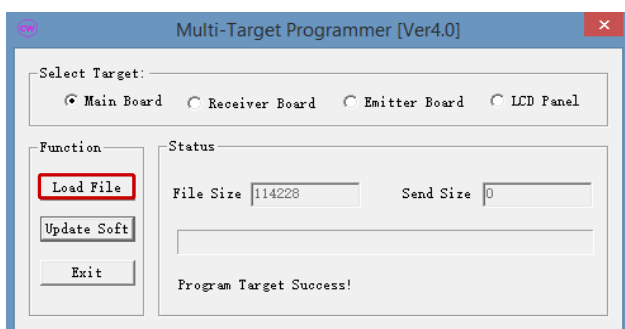 CW
Multi-Target Programmer [Ver4.0]
Select Target:
Main Board Receiver Board Emitter Board LCD Panel
Function
Status
Load File
File Size 114228 Send Size 0
Update Soft
Exit
Program Target Success!